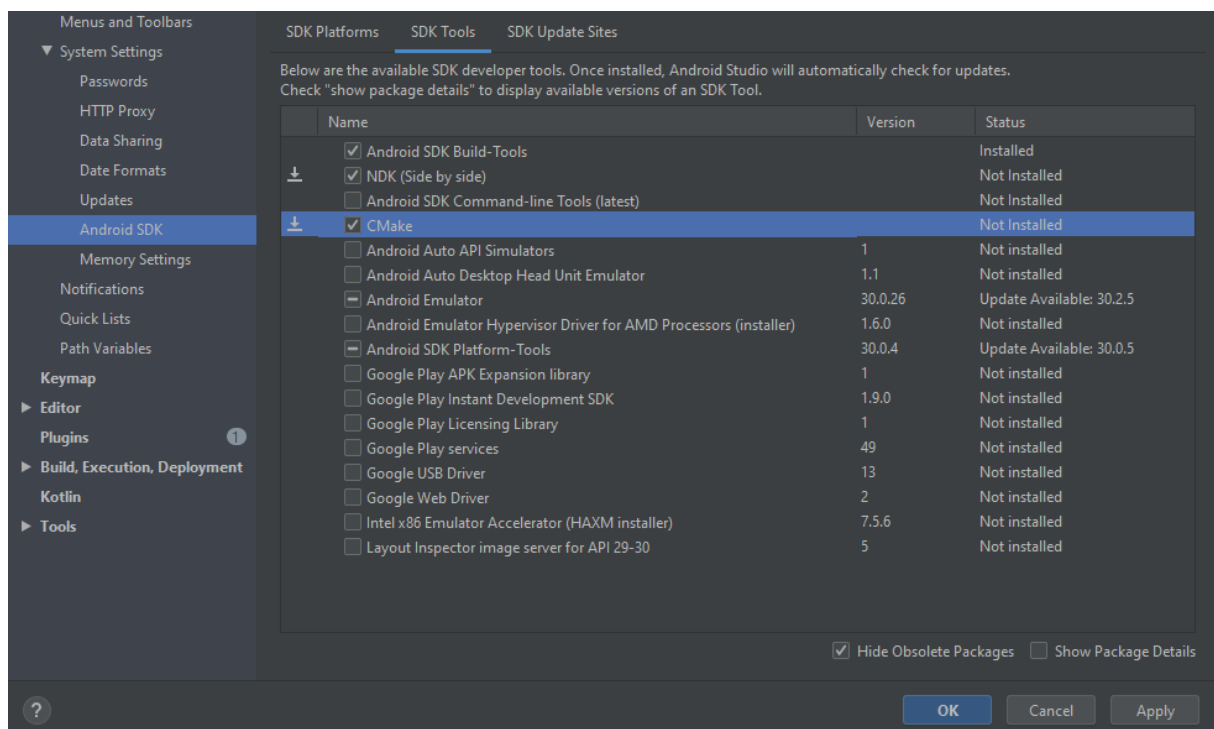 Menus and Toolbars
System Settings
Passwords
HTTP Proxy
Data Sharing
Date Formats
Updates
Android SDK
Memory Settings
Notifications
Quick Lists
Path Variables
Keymap
Editor
Plugins 1
Build, Execution, Deployment
Kotlin
Tools
SDK Platforms SDK Tools SDK Update Sites
Below are the available SDK developer tools. Once installed, Android Studio will automatically check for updates.
Check "show package details" to display available versions of an SDK Tool.
Name Version Status
Android SDK Build-Tools Installed
NDK (Side by side) Not Installed
Android SDK Command-line Tools (latest) Not Installed
CMake Not Installed
Android Auto API Simulators 1 Not installed
Android Auto Desktop Head Unit Emulator 1.1 Not installed
Android Emulator 30.0.26 Update Available: 30.2.5
Android Emulator Hypervisor Driver for AMD Processors (installer) 1.6.0 Not installed
Android SDK Platform-Tools 30.0.4 Update Available: 30.0.5
Google Play APK Expansion library 1 Not installed
Google Play Instant Development SDK 1.9.0 Not installed
Google Play Licensing Library 1 Not installed
Google Play services 49 Not installed
Google USB Driver 13 Not installed
Google Web Driver 2 Not installed
Intel x86 Emulator Accelerator (HAXM installer) 7.5.6 Not installed
Layout Inspector image server for API 29-30 5 Not installed
Hide Obsolete Packages Show Package Details
? OK Cancel Apply